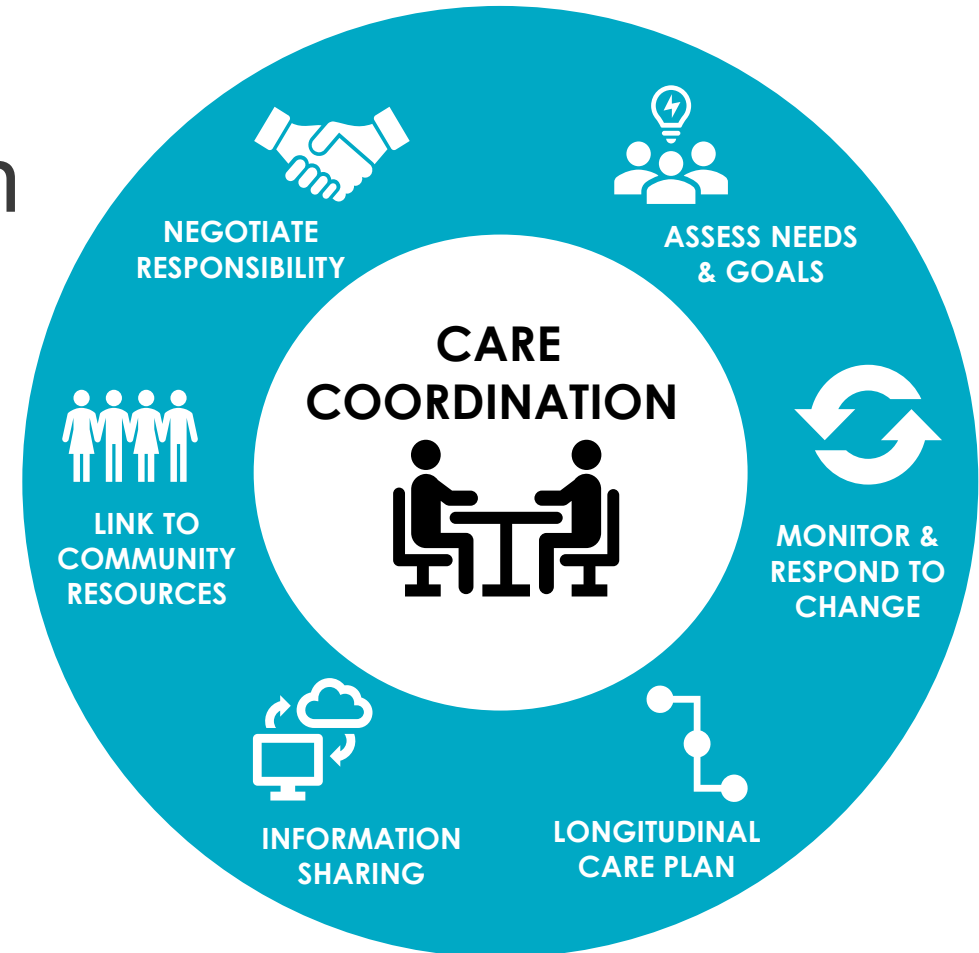 n
NEGOTIATE
RESPONSIBILITY
ASSESS NEEDS
& GOALS
CARE
COORDINATION
LINK TO
COMMUNITY
RESOURCES
MONITOR &
RESPOND TO
CHANGE
INFORMATION
SHARING
LONGITUDINAL
CARE PLAN